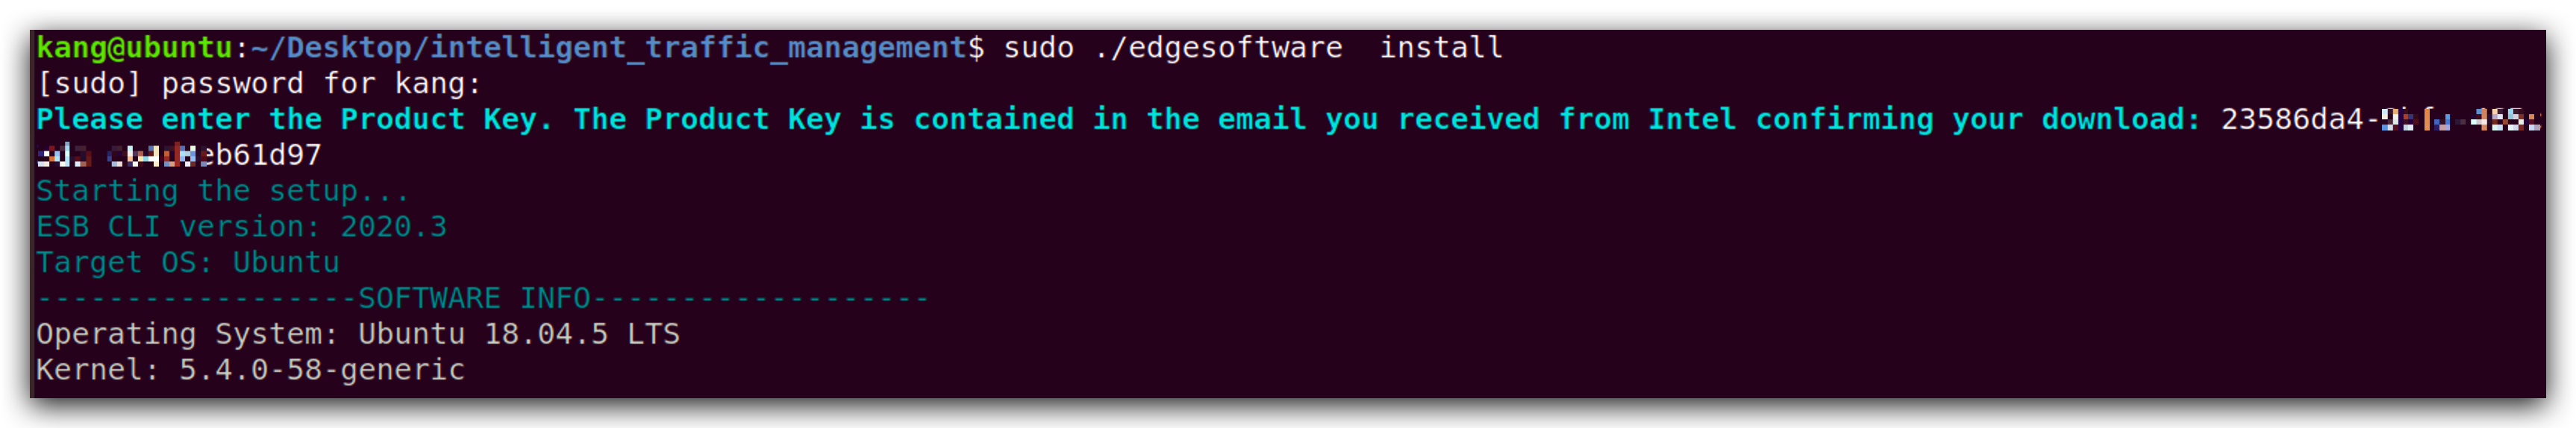 kang@ubuntu:~/Desktop/intelligent_traffic_management$ sudo ./edgesoftware  install
[sudo] password for kang:
Please enter the Product Key. The Product Key is contained in the email you received from Intel confirming your download: 23586da4-
eb61d97
Starting the setup...
ESB CLI version: 2020.3
Target OS: Ubuntu
------------------SOFTWARE INFO-------------------
Operating System: Ubuntu 18.04.5 LTS
Kernel: 5.4.0-58-generic